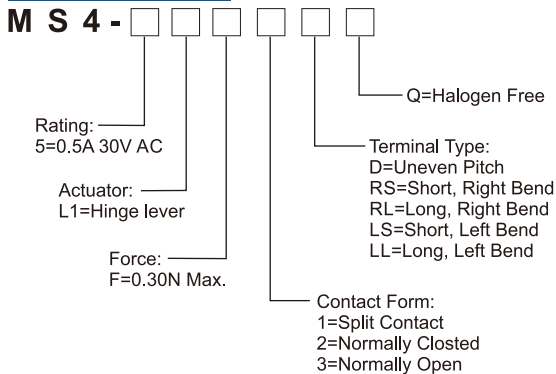 MS4-
Q=Halogen Free
Rating:
5=0.5A 30V AC
Terminal Type:
D=Uneven Pitch
RS=Short, Right Bend
RL=Long, Right Bend
LS=Short, Left Bend
LL=Long, Left Bend
Actuator:
L1=Hinge lever
Force:
F=0.30N Max.
Contact Form:
1=Split Contact
2=Normally Closted
3=Normally Open